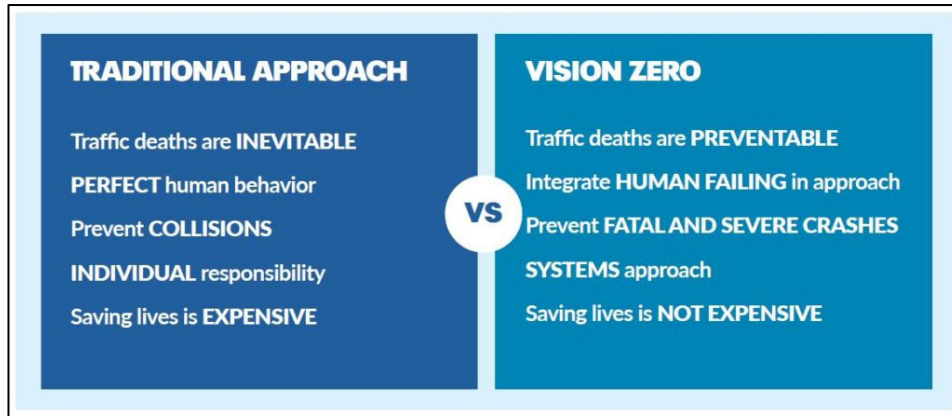 TRADITIONAL APPROACH
Traffic deaths are INEVITABLE
PERFECT human behavior
Prevent COLLISIONS
INDIVIDUAL responsibility
Saving lives is EXPENSIVE
VS
VISION ZERO
Traffic deaths are PREVENTABLE
Integrate HUMAN FAILING in approach
Prevent FATAL AND SEVERE CRASHES
SYSTEMS approach
Saving lives is NOT EXPENSIVE